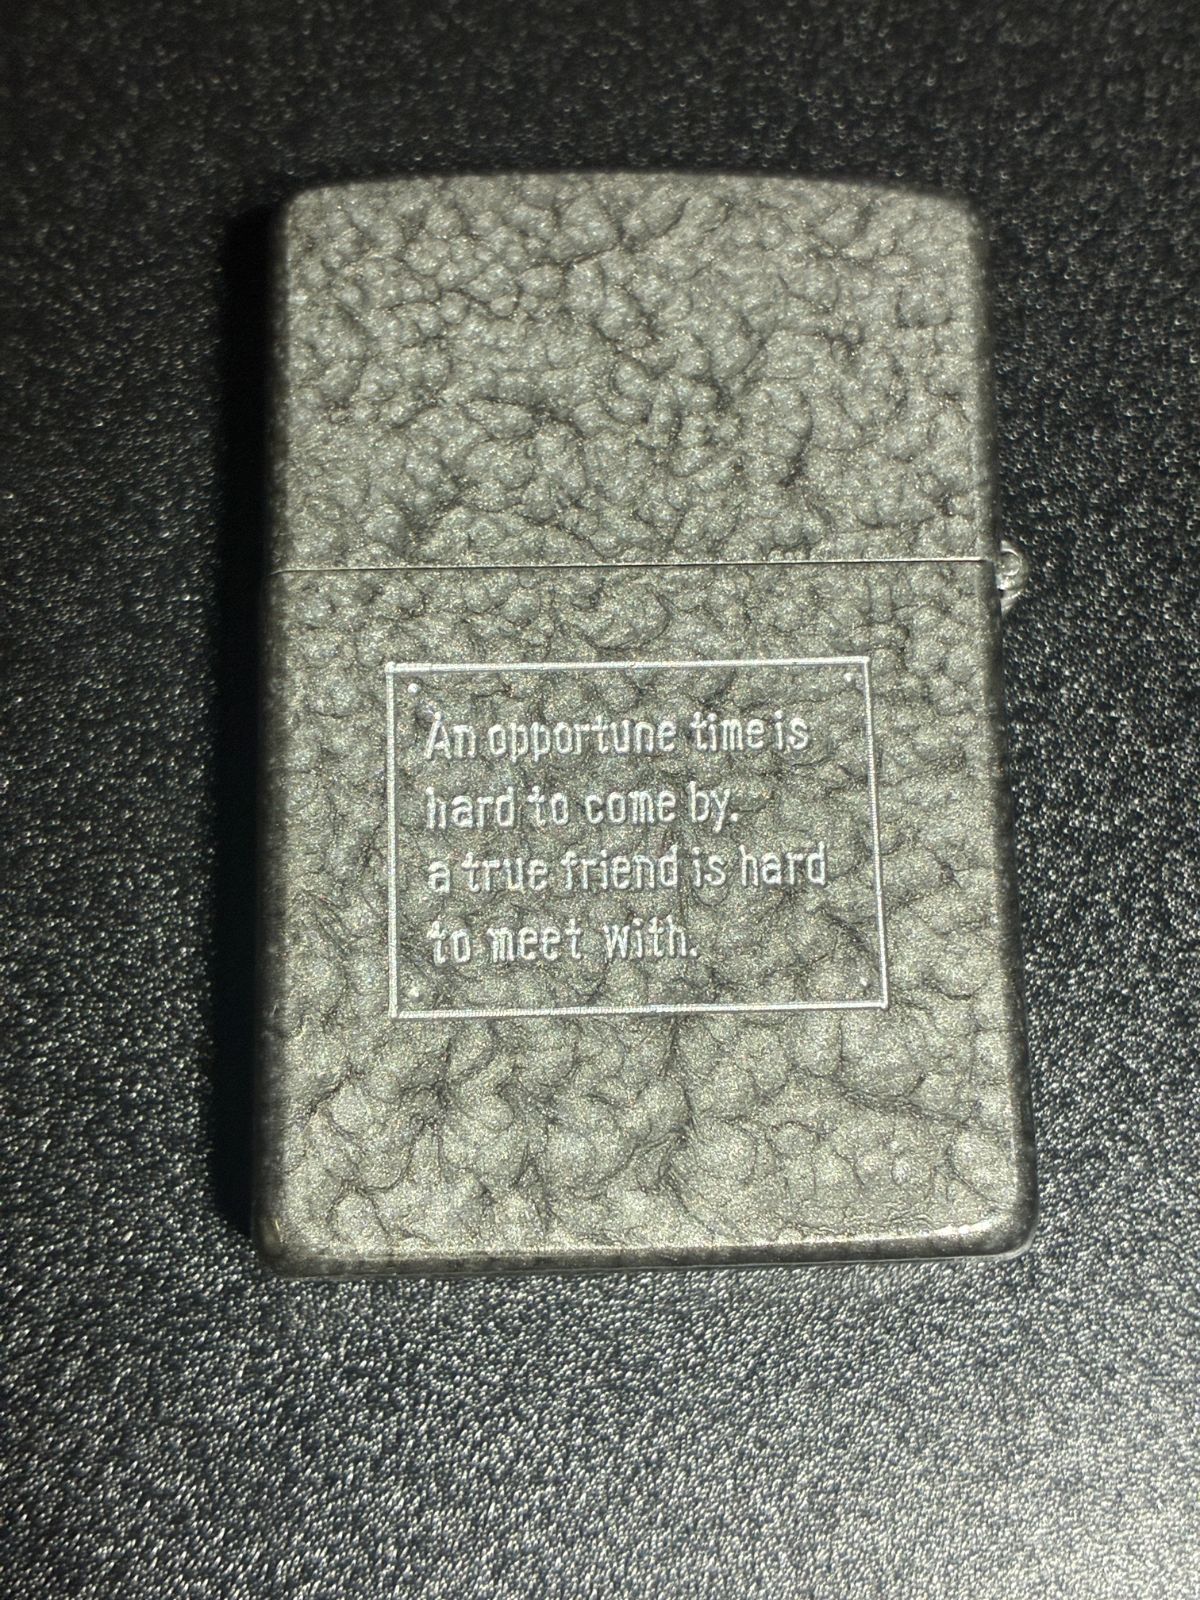 An opportune time is
hard to come by.
a true friend is hard
to meet with.